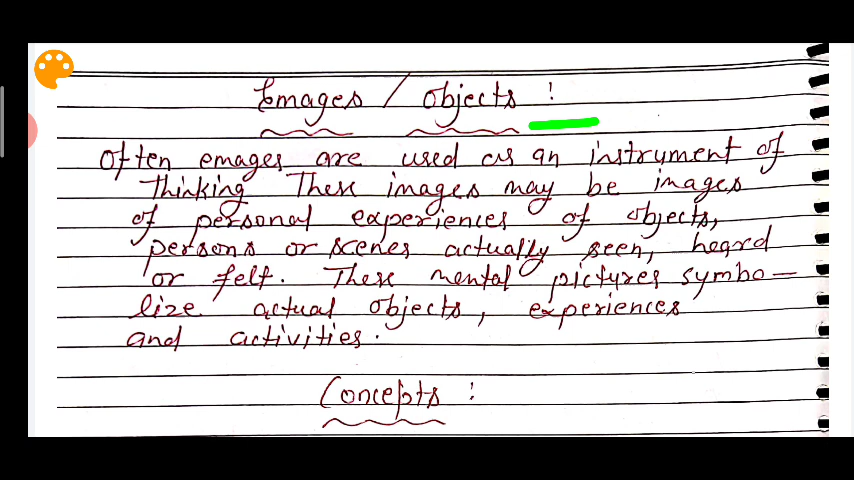 Emages / objects :
often emages are used as an instrument of
Thinking These images may be images
of personal experiences of objects,
persons or scenes actually seen, heard
or felt. These mental pictures symbo-
lize actual objects, experiences
and activities.
Concepts :